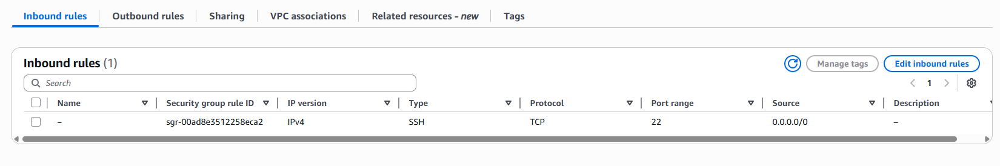 Inbound rules Outbound rules Sharing VPC associations Related resources - new Tags
Inbound rules (1) Manage tags Edit inbound rules
Search 1
Name Security group rule ID IP version Type Protocol Port range Source Description
– sgr-00ad8e3512258eca2 IPv4 SSH TCP 22 0.0.0.0/0 –